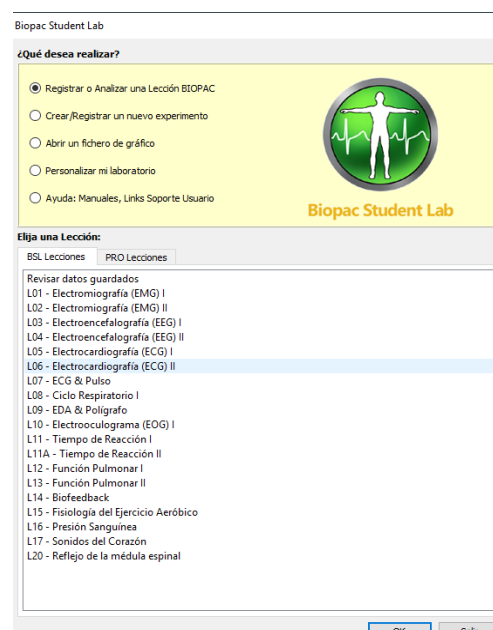 Biopac Student Lab
¿Qué desea realizar?
Registrar o Analizar una Lección BIOPAC
Crear/Registrar un nuevo experimento
Abrir un fichero de gráfico
Personalizar mi laboratorio
Ayuda: Manuales, Links Soporte Usuario
Biopac Student Lab
Elija una Lección:
BSL Lecciones PRO Lecciones
Revisar datos guardados
L01 - Electromiografía (EMG) I
L02 - Electromiografía (EMG) II
L03 - Electroencefalografía (EEG) I
L04 - Electroencefalografía (EEG) II
L05 - Electrocardiografía (ECG) I
L06 - Electrocardiografía (ECG) II
L07 - ECG & Pulso
L08 - Ciclo Respiratorio I
L09 - EDA & Polígrafo
L10 - Electrooculograma (EOG) I
L11 - Tiempo de Reacción I
L11A - Tiempo de Reacción II
L12 - Función Pulmonar I
L13 - Función Pulmonar II
L14 - Biofeedback
L15 - Fisiología del Ejercicio Aeróbico
L16 - Presión Sanguínea
L17 - Sonidos del Corazón
L20 - Reflejo de la médula espinal